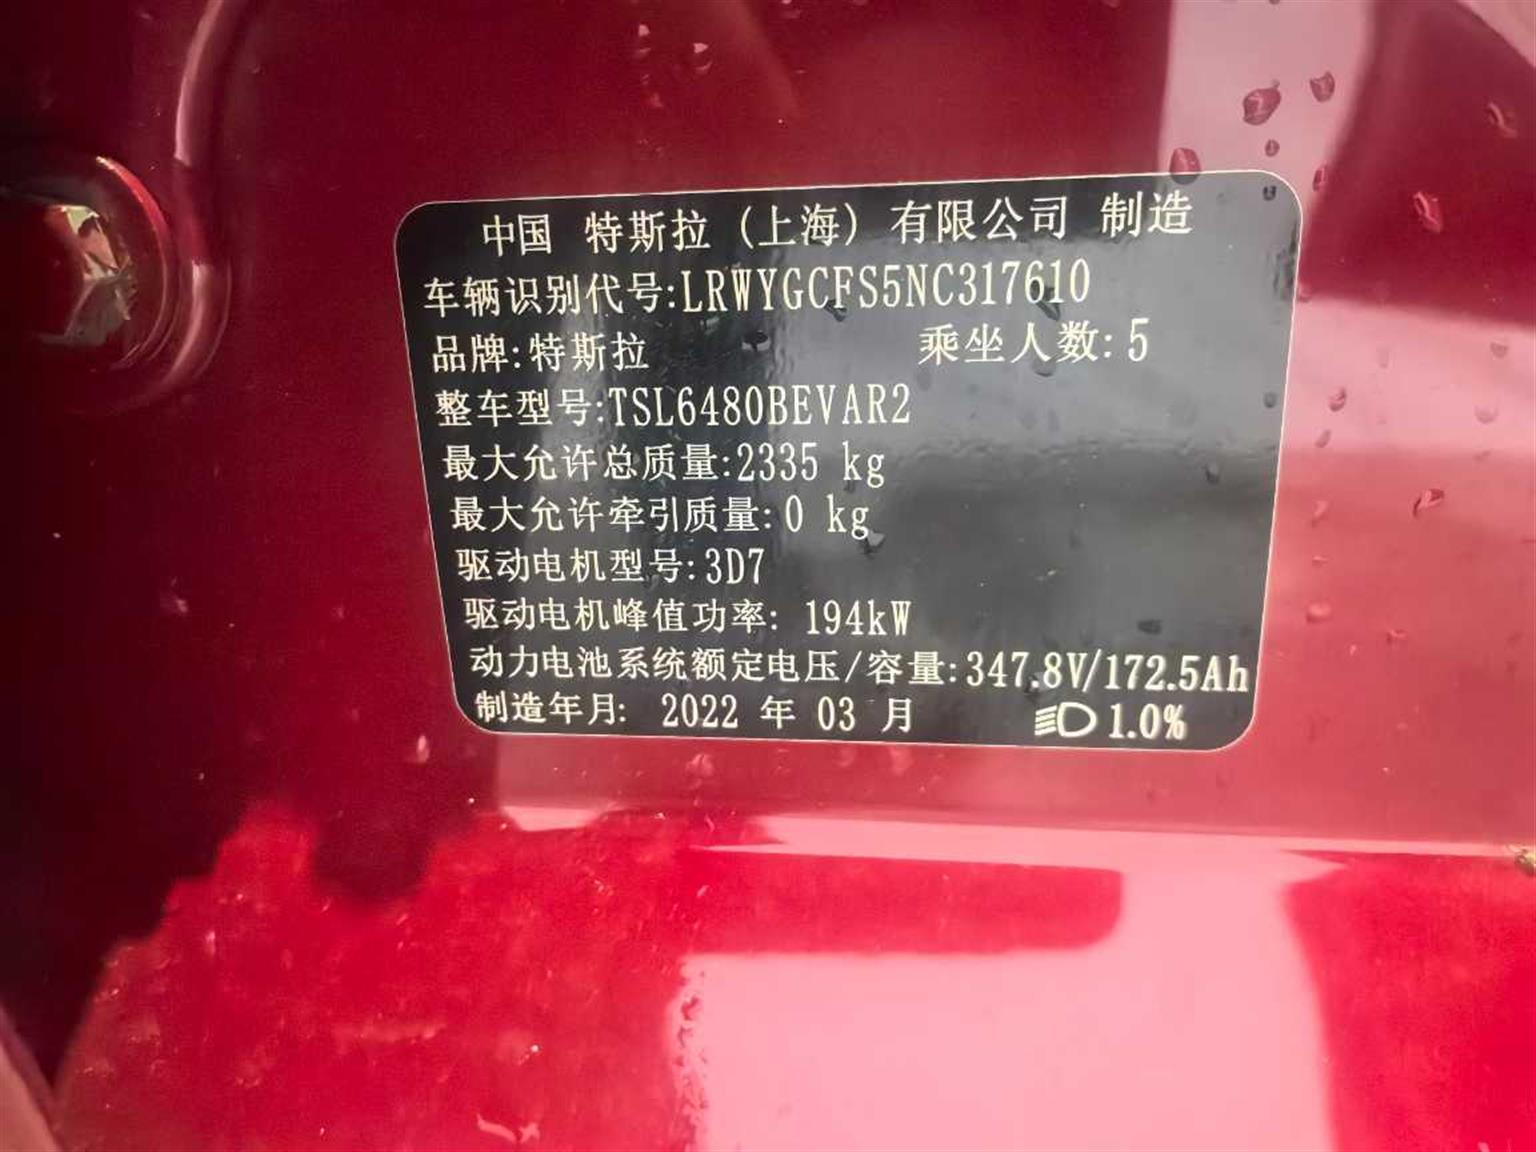 中国 特斯拉 (上海) 有限公司 制造
车辆识别代号:LRWYGCFS5NC317610
品牌:特斯拉 乘坐人数:5
整车型号:TSL6480BEVAR2
最大允许总质量:2335 kg
最大允许牵引质量:0 kg
驱动电机型号:3D7
驱动电机峰值功率: 194kW
动力电池系统额定电压/容量:347.8V/172.5Ah
制造年月: 2022 年 03 月 1.0%